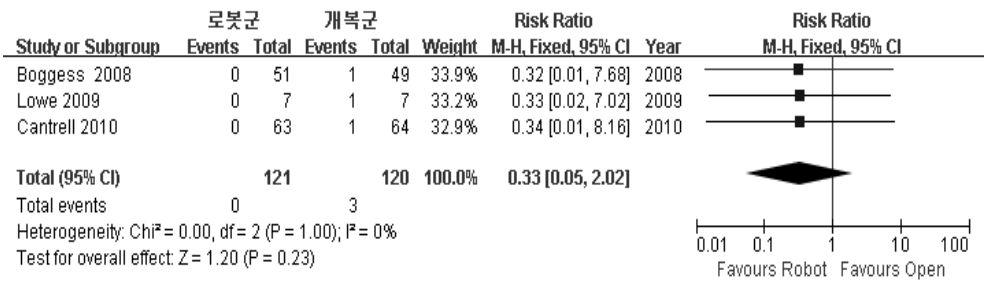 로봇군 개복군 Risk Ratio Risk Ratio
Study or Subgroup Events Total Events Total Weight M-H, Fixed, 95% CI Year M-H, Fixed, 95% CI
Boggess 2008 0 51 1 49 33.9% 0.32 [0.01, 7.68] 2008
Lowe 2009 0 7 1 7 33.2% 0.33 [0.02, 7.02] 2009
Cantrell 2010 0 63 1 64 32.9% 0.34 [0.01, 8.16] 2010
Total (95% CI) 121 120 100.0% 0.33 [0.05, 2.02]
Total events 0 3
Heterogeneity: Chi² = 0.00, df = 2 (P = 1.00); I² = 0%
Test for overall effect: Z = 1.20 (P = 0.23)
0.01 0.1 1 10 100
Favours Robot Favours Open